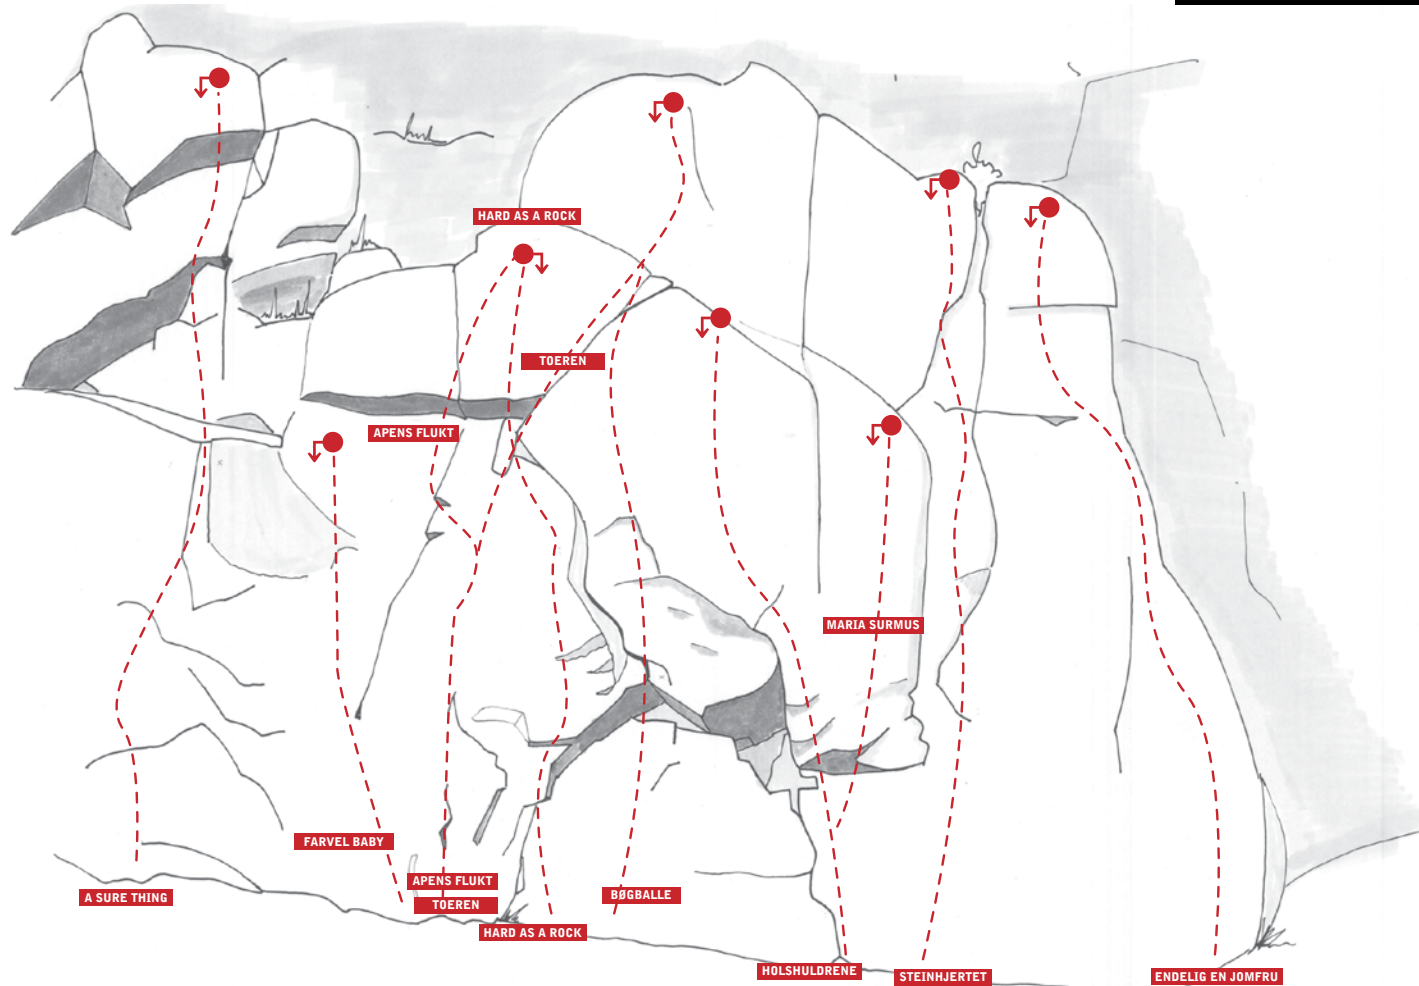 HARD AS A ROCK
TOEREN
APENS FLUKT
MARIA SURMUS
FARVEL BABY
APENS FLUKT
A SURE THING
BØGBALLE
TOEREN
HARD AS A ROCK
HOLSHULDRENE
STEINHJERTET
ENDELIG EN JOMFRU